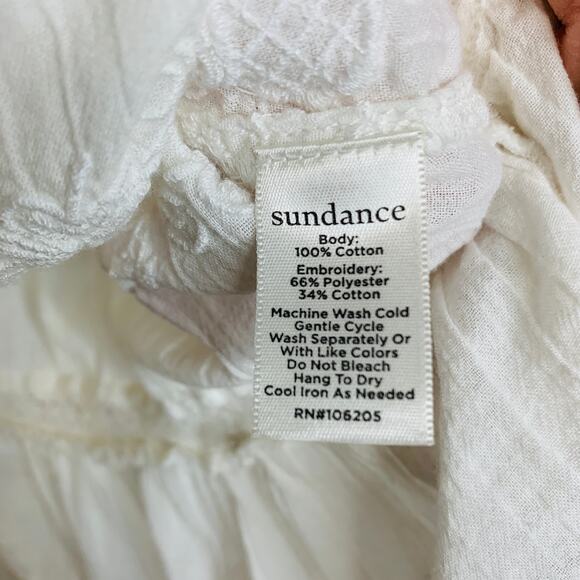 sundance
Body:
100% Cotton
Embroidery:
66% Polyester
34% Cotton
Machine Wash Cold
Gentle Cycle
Wash Separately Or
With Like Colors
Do Not Bleach
Hang To Dry
Cool Iron As Needed
RN#106205